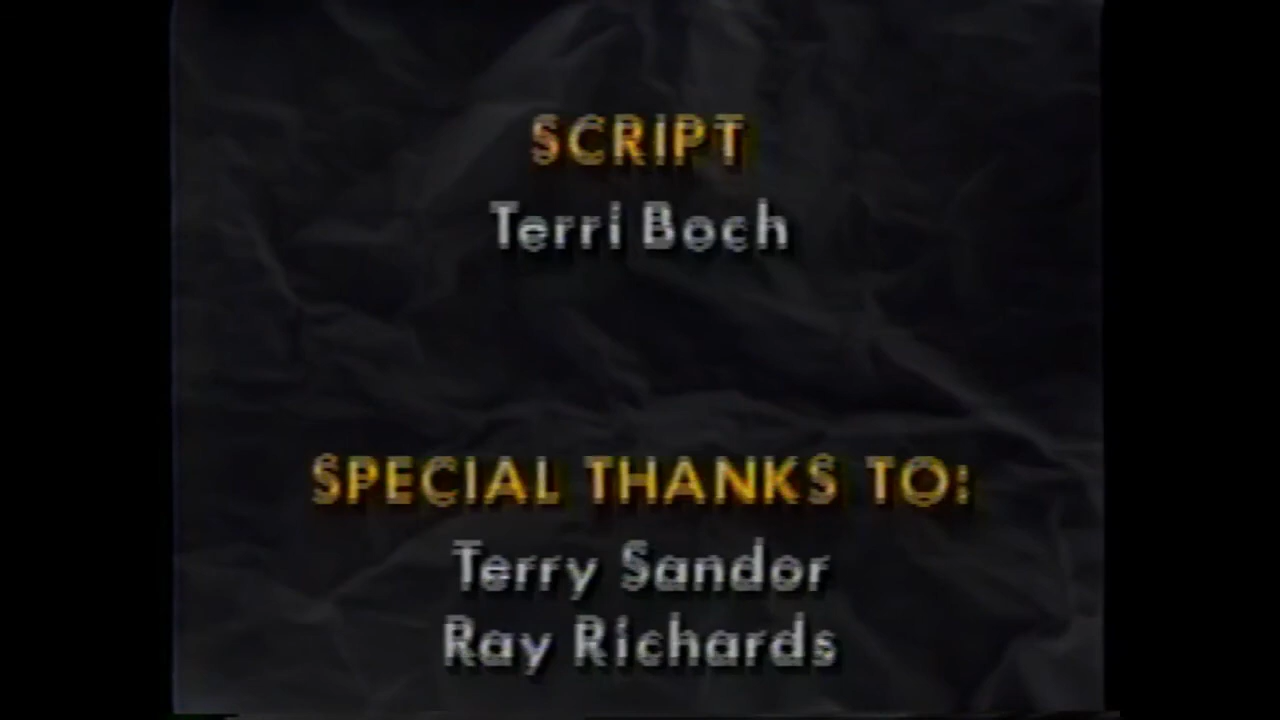 SCRIPT
Terri Boch
SPECIAL THANKS TO:
Terry Sandor
Ray Richards